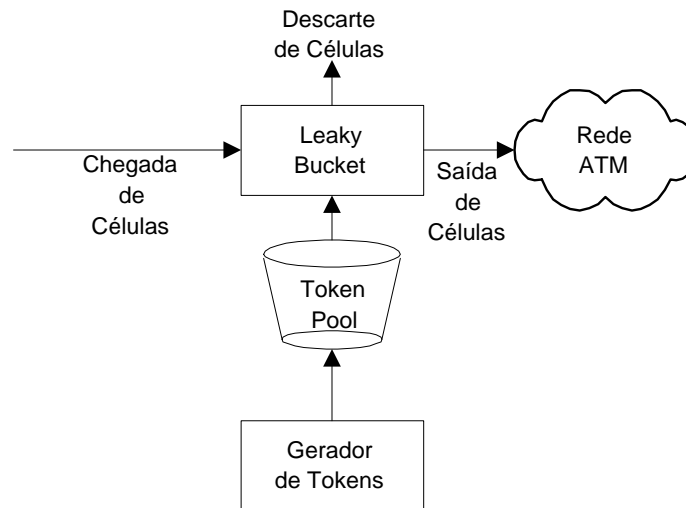 Descarte
de Células
Leaky
Bucket
Rede
ATM
Chegada
de
Células
Saída
de
Células
Token
Pool
Gerador
de Tokens